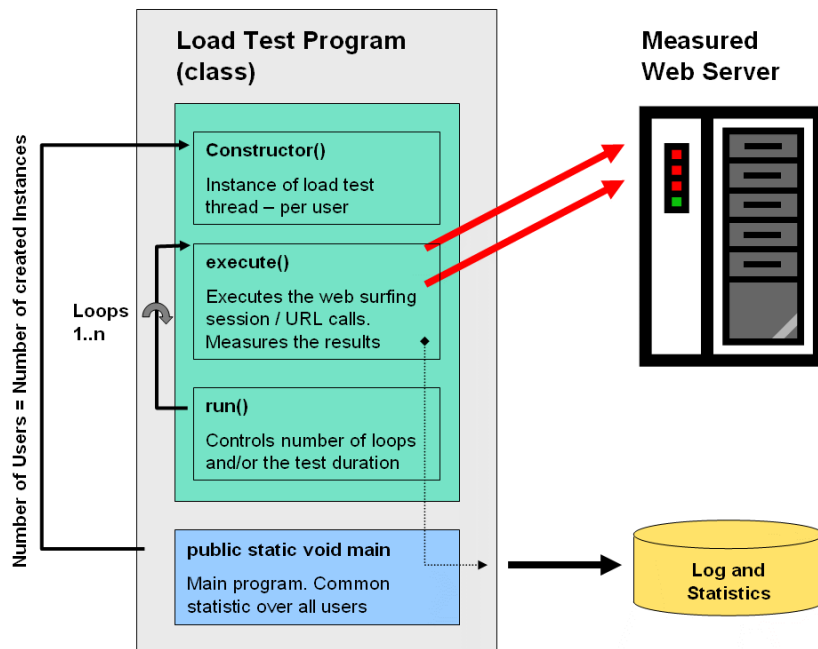 Load Test Program
(class)
Measured
Web Server
Constructor()
Instance of load test
thread – per user
execute()
Executes the web surfing
session / URL calls.
Measures the results
Loops
1..n
run()
Controls number of loops
and/or the test duration
Number of Users = Number of created Instances
public static void main
Main program. Common
statistic over all users
Log and
Statistics